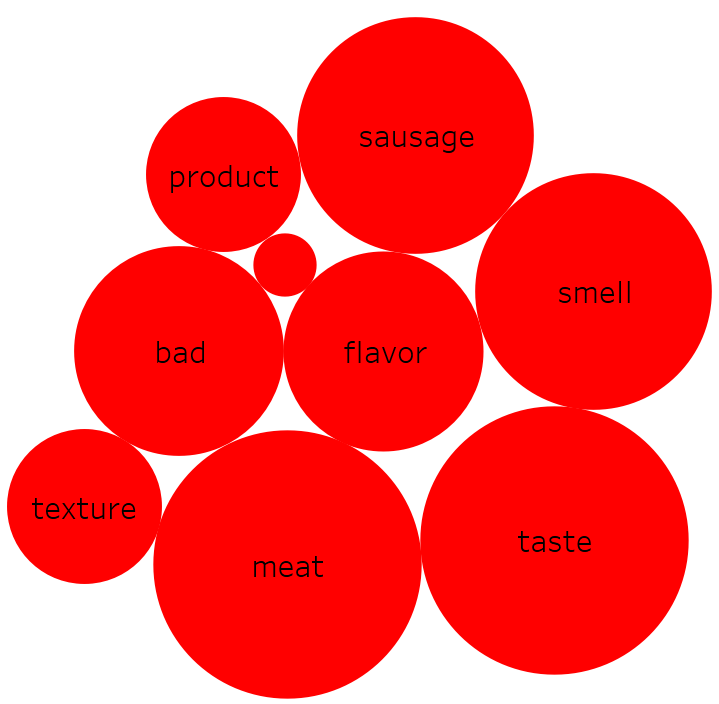 sausage
product
smell
bad
flavor
texture
taste
meat